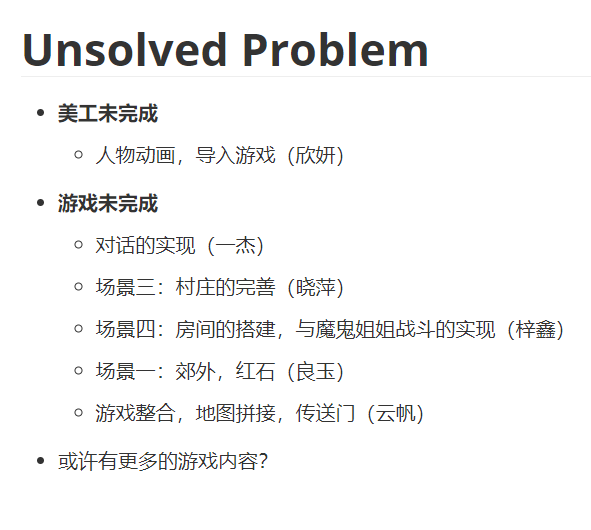 Unsolved Problem
美工未完成
人物动画，导入游戏（欣妍）
游戏未完成
对话的实现（一杰）
场景三：村庄的完善（晓萍）
场景四：房间的搭建，与魔鬼姐姐战斗的实现（梓鑫）
场景一：郊外，红石（良玉）
游戏整合，地图拼接，传送门（云帆）
或许有更多的游戏内容？